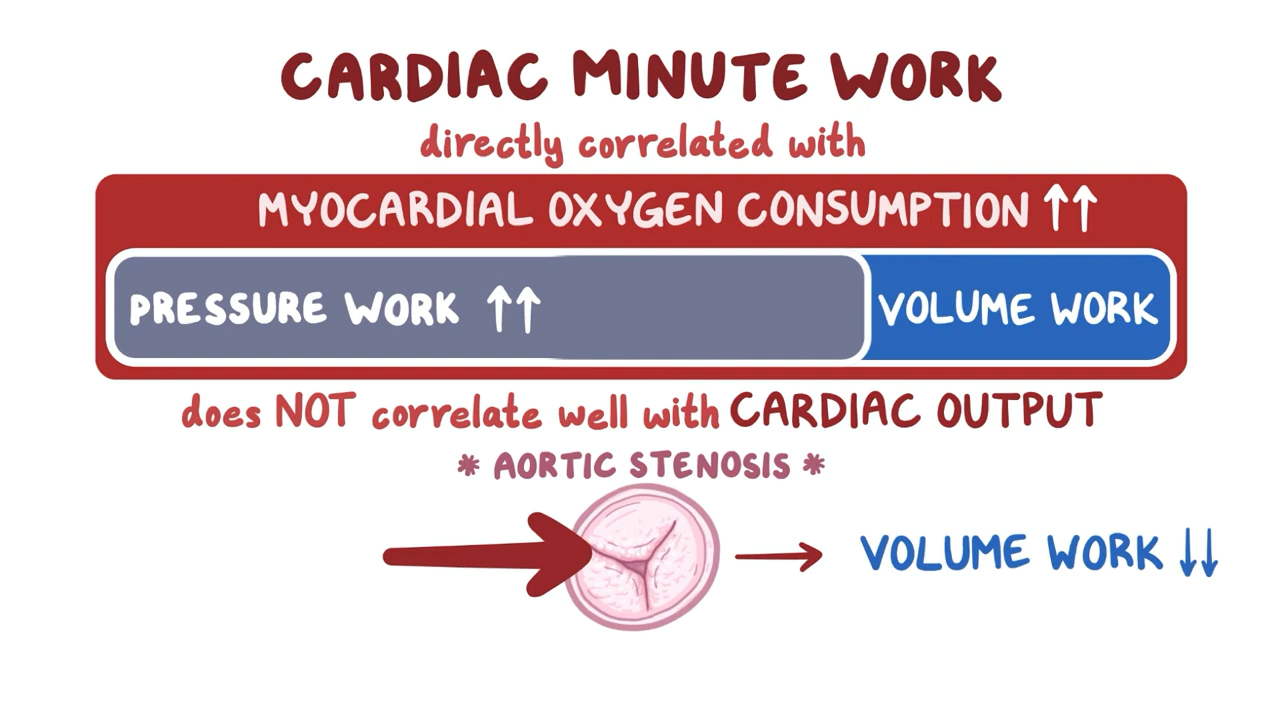 CARDIAC MINUTE WORK
directly correlated with
MYOCARDIAL OXYGEN CONSUMPTION ↑↑
PRESSURE WORK ↑↑
VOLUME WORK
does NOT correlate well with CARDIAC OUTPUT
* AORTIC STENOSIS *
VOLUME WORK ↓↓